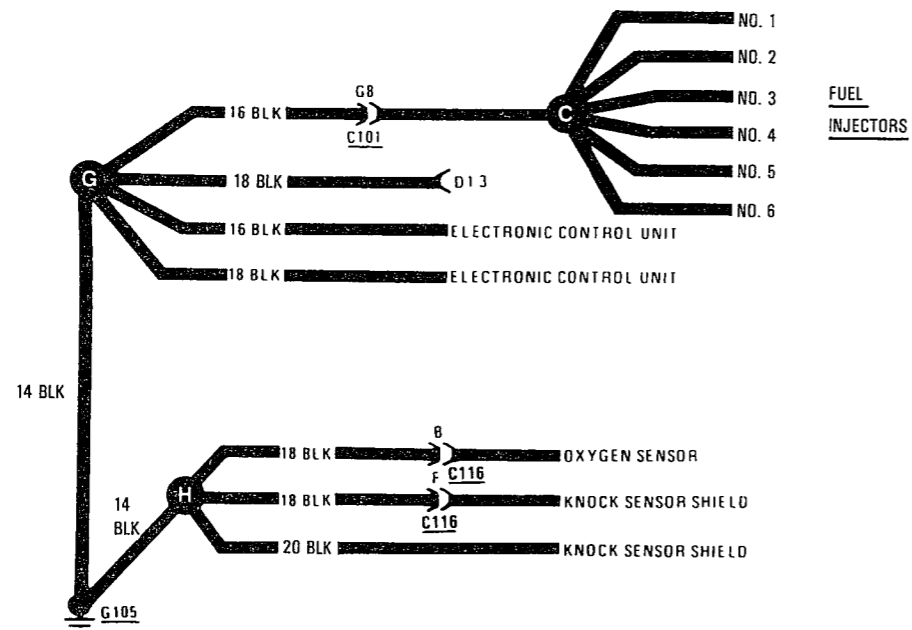 NO. 1
NO. 2
G8
NO. 3
FUEL
16 BLK
C
INJECTORS
C101
NO. 4
NO. 5
G
18 BLK
D13
NO. 6
16 BLK
ELECTRONIC CONTROL UNIT
18 BLK
ELECTRONIC CONTROL UNIT
14 BLK
B
18 BLK
OXYGEN SENSOR
C116
F
H
18 BLK
KNOCK SENSOR SHIELD
14
BLK
C116
20 BLK
KNOCK SENSOR SHIELD
G105